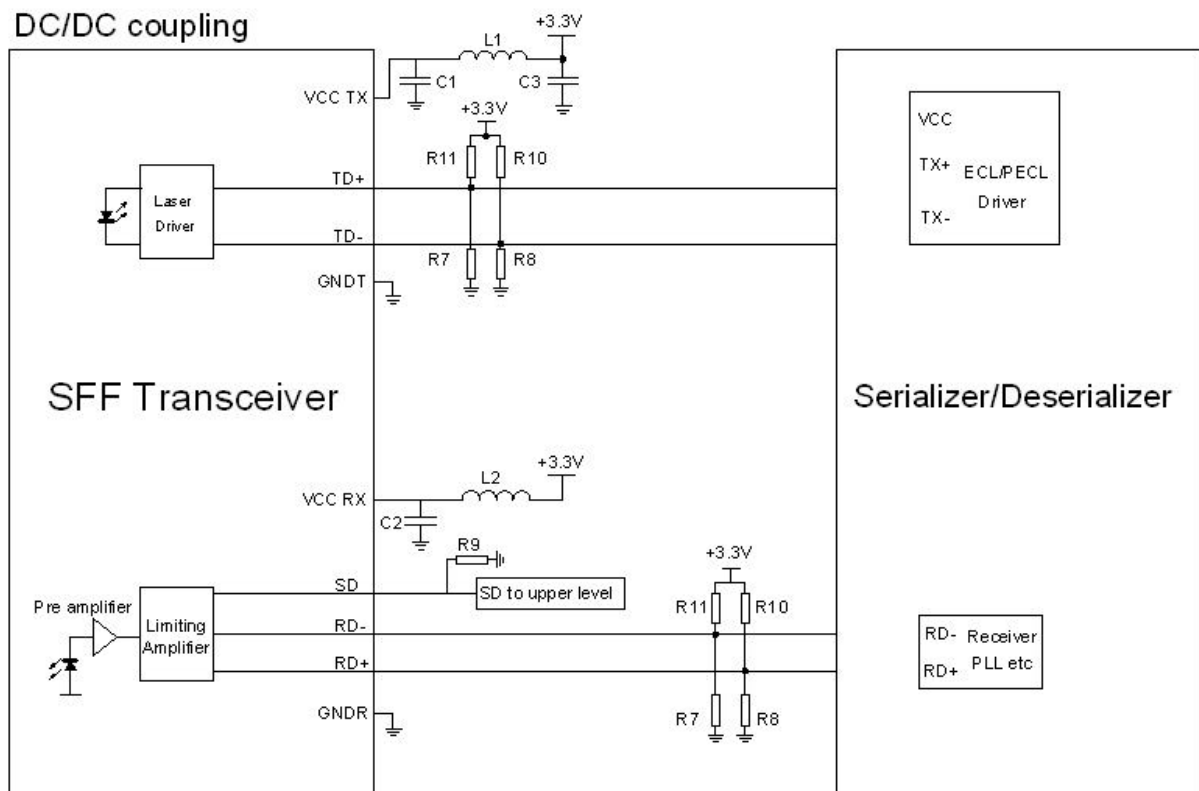 DC/DC coupling
+3.3V
L1
C1
C3
VCC TX
+3.3V
R11
R10
TD+
Laser
Driver
TD-
R7
R8
GNDT
VCC
TX+
ECL/PECL
Driver
TX-
SFF Transceiver
Serializer/Deserializer
+3.3V
L2
VCC RX
C2
R9
SD
SD to upper level
+3.3V
R11
R10
Pre amplifier
Limiting
Amplifier
RD-
RD+
GNDR
R7
R8
RD-
Receiver
RD+
PLL etc